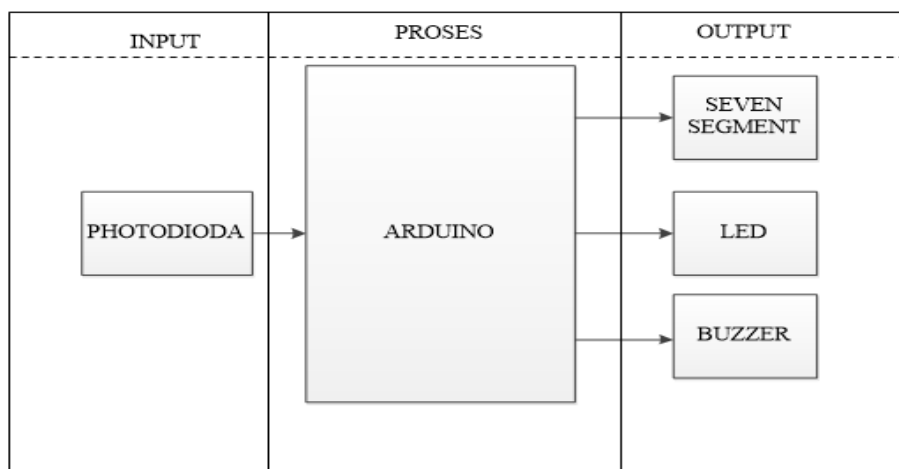 INPUT
PROSES
OUTPUT
PHOTODIODA
ARDUINO
SEVEN
SEGMENT
LED
BUZZER